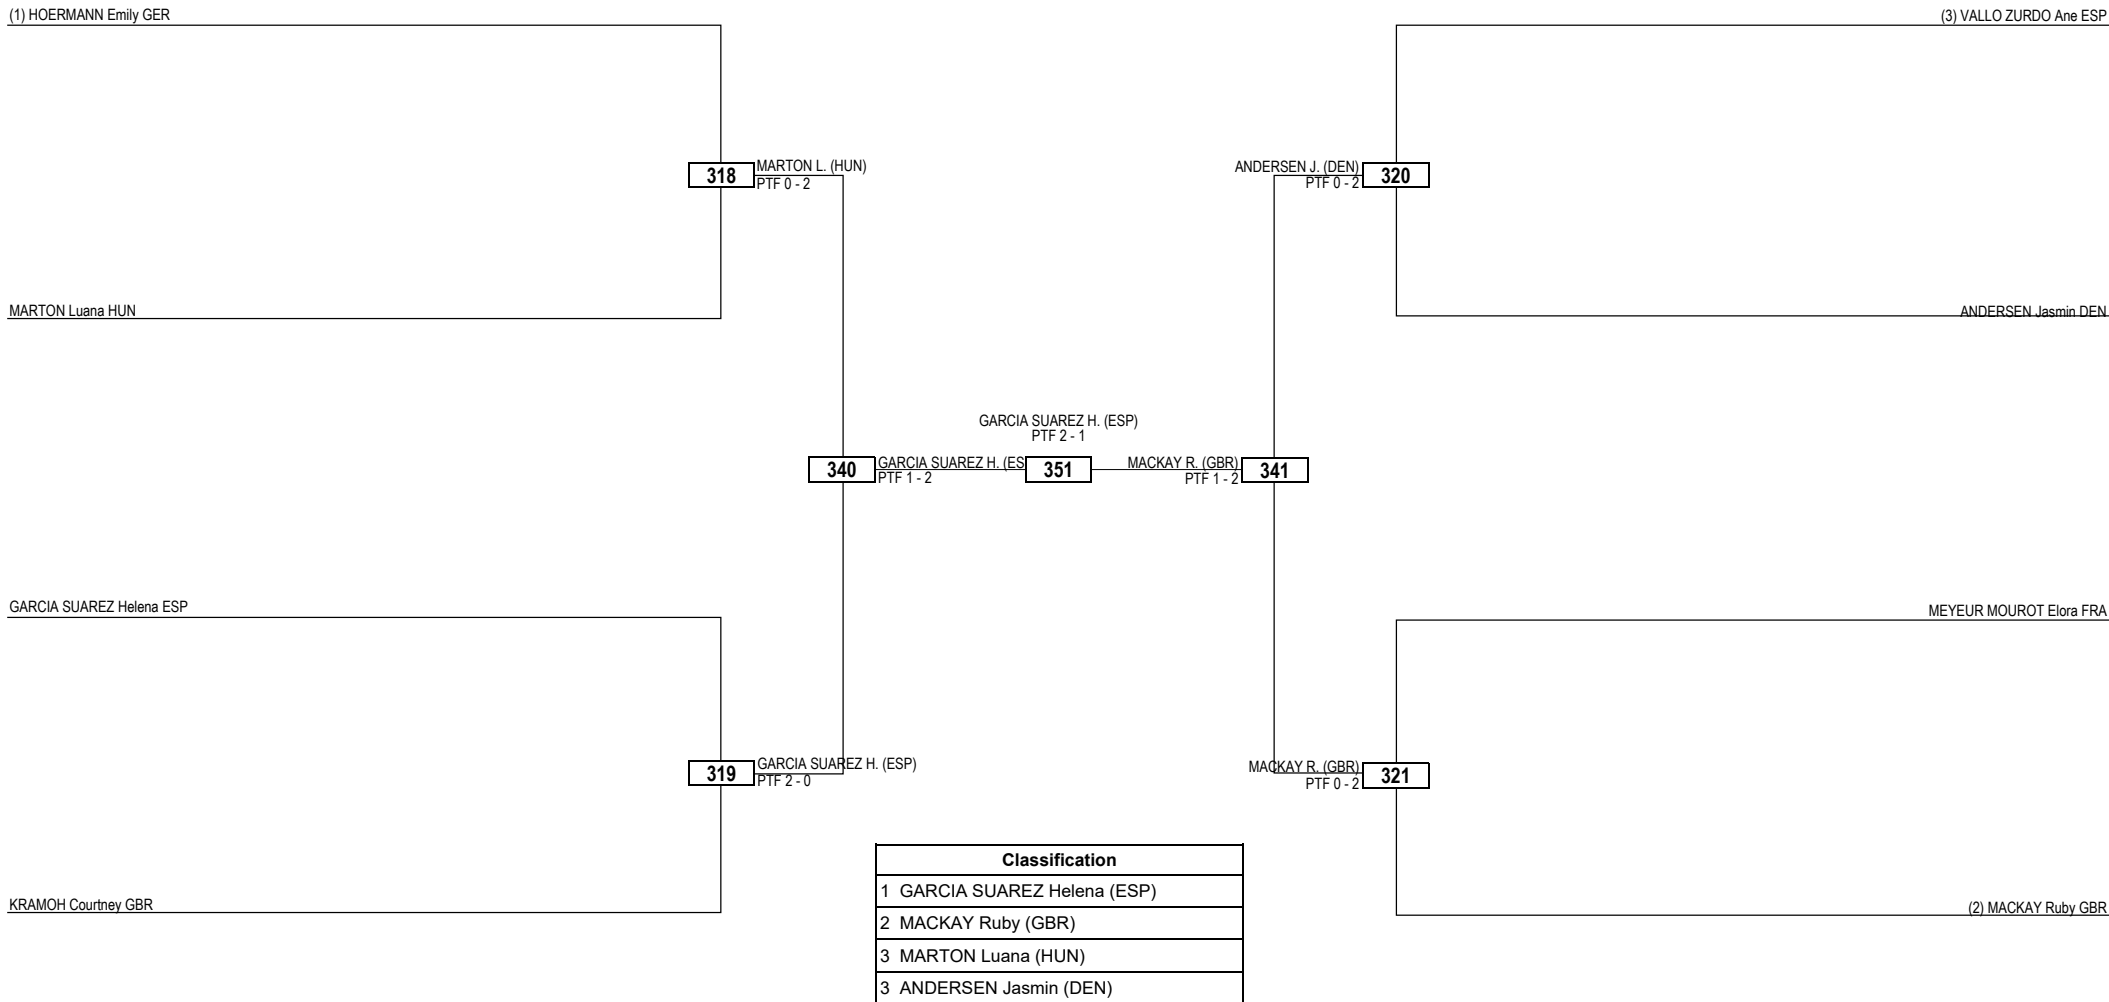 (1) HOERMANN Emily GER
(3) VALLO ZURDO Ane ESP
318
MARTON L. (HUN)
PTF 0 - 2
ANDERSEN J. (DEN)
PTF 0 - 2
320
MARTON Luana HUN
ANDERSEN Jasmin DEN
GARCIA SUAREZ H. (ESP)
PTF 2 - 1
340
GARCIA SUAREZ H. (ES
PTF 1 - 2
351
MACKAY R. (GBR)
PTF 1 - 2
341
GARCIA SUAREZ Helena ESP
MEYEUR MOUROT Elora FRA
319
GARCIA SUAREZ H. (ESP)
PTF 2 - 0
MACKAY R. (GBR)
PTF 0 - 2
321
KRAMOH Courtney GBR
(2) MACKAY Ruby GBR
Classification
1 GARCIA SUAREZ Helena (ESP)
2 MACKAY Ruby (GBR)
3 MARTON Luana (HUN)
3 ANDERSEN Jasmin (DEN)